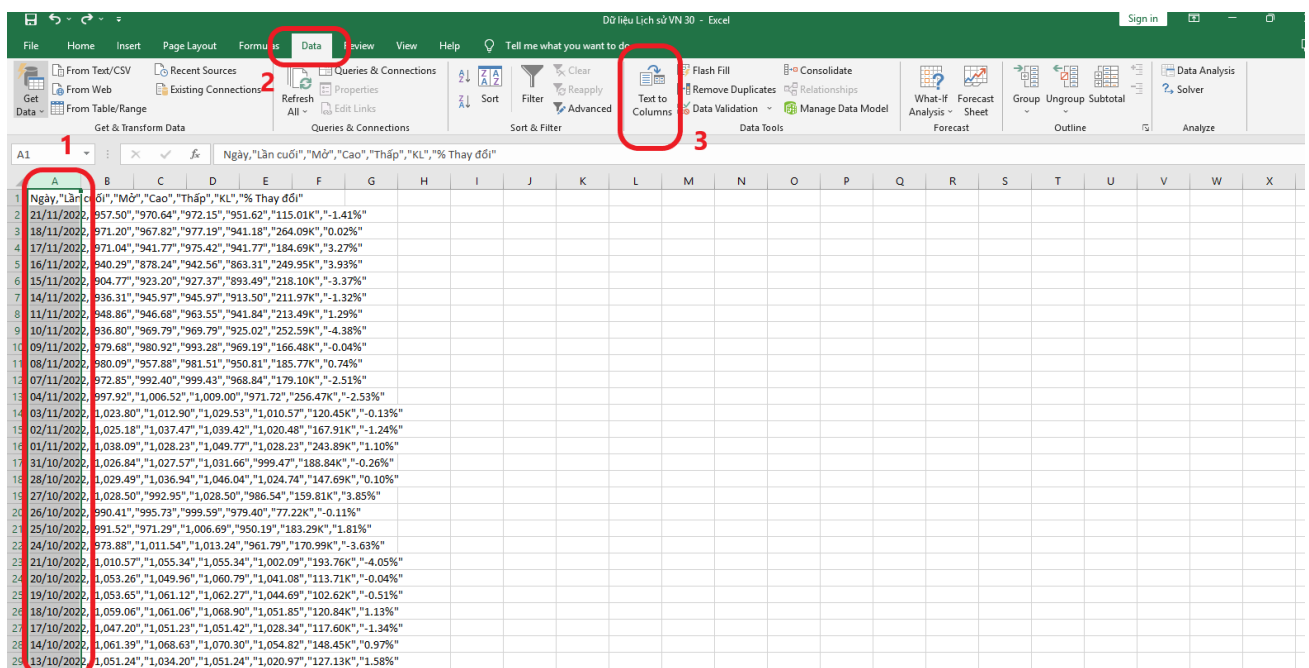 Dữ liệu Lịch sử VN 30 - Excel
Sign in
File Home Insert Page Layout Formulas Data Review View Help Tell me what you want to do
From Text/CSV Recent Sources
From Web Existing Connections
From Table/Range
Get Data
Get & Transform Data
2
Refresh All
Queries & Connections
Properties
Edit Links
Queries & Connections
Sort
Filter
Clear
Reapply
Advanced
Sort & Filter
Text to Columns
Flash Fill
Remove Duplicates
Data Validation
Consolidate
Relationships
Manage Data Model
Data Tools
3
What-If Analysis
Forecast Sheet
Forecast
Group Ungroup Subtotal
Outline
Data Analysis
Solver
Analyze
1
A1 fx Ngày,"Lần cuối","Mở","Cao","Thấp","KL","% Thay đổi"
A B C D E F G H I J K L M N O P Q R S T U V W X
1 Ngày,"Lần cuối","Mở","Cao","Thấp","KL","% Thay đổi"
2 21/11/2022,"957.50","970.64","972.15","951.62","115.01K","-1.41%"
3 18/11/2022,"971.20","967.82","977.19","941.18","264.09K","0.02%"
4 17/11/2022,"971.04","941.77","975.42","941.77","184.69K","3.27%"
5 16/11/2022,"940.29","878.24","942.56","863.31","249.95K","3.93%"
6 15/11/2022,"904.77","923.20","927.37","893.49","218.10K","-3.37%"
7 14/11/2022,"936.31","945.97","945.97","913.50","211.97K","-1.32%"
8 11/11/2022,"948.86","946.68","963.55","941.84","213.49K","1.29%"
9 10/11/2022,"936.80","969.79","969.79","925.02","252.59K","-4.38%"
10 09/11/2022,"979.68","980.92","993.28","969.19","166.48K","-0.04%"
11 08/11/2022,"980.09","957.88","981.51","950.81","185.77K","0.74%"
12 07/11/2022,"972.85","992.40","999.43","968.84","179.10K","-2.51%"
13 04/11/2022,"997.92","1,006.52","1,009.00","971.72","256.47K","-2.53%"
14 03/11/2022,"1,023.80","1,012.90","1,029.53","1,010.57","120.45K","-0.13%"
15 02/11/2022,"1,025.18","1,037.47","1,039.42","1,020.48","167.91K","-1.24%"
16 01/11/2022,"1,038.09","1,028.23","1,049.77","1,028.23","243.89K","1.10%"
17 31/10/2022,"1,026.84","1,027.57","1,031.66","999.47","188.84K","-0.26%"
18 28/10/2022,"1,029.49","1,036.94","1,046.04","1,024.74","147.69K","0.10%"
19 27/10/2022,"1,028.50","992.95","1,028.50","986.54","159.81K","3.85%"
20 26/10/2022,"990.41","995.73","999.59","979.40","77.22K","-0.11%"
21 25/10/2022,"991.52","971.29","1,006.69","950.19","183.29K","1.81%"
22 24/10/2022,"973.88","1,011.54","1,013.24","961.79","170.99K","-3.63%"
23 21/10/2022,"1,010.57","1,055.34","1,055.34","1,002.09","193.76K","-4.05%"
24 20/10/2022,"1,053.26","1,049.96","1,060.79","1,041.08","113.71K","-0.04%"
25 19/10/2022,"1,053.65","1,061.12","1,062.27","1,044.69","102.62K","-0.51%"
26 18/10/2022,"1,059.06","1,061.06","1,068.90","1,051.85","120.84K","1.13%"
27 17/10/2022,"1,047.20","1,051.23","1,051.42","1,028.34","117.60K","-1.34%"
28 14/10/2022,"1,061.39","1,068.63","1,070.30","1,054.82","148.45K","0.97%"
29 13/10/2022,"1,051.24","1,034.20","1,051.24","1,020.97","127.13K","1.58%"